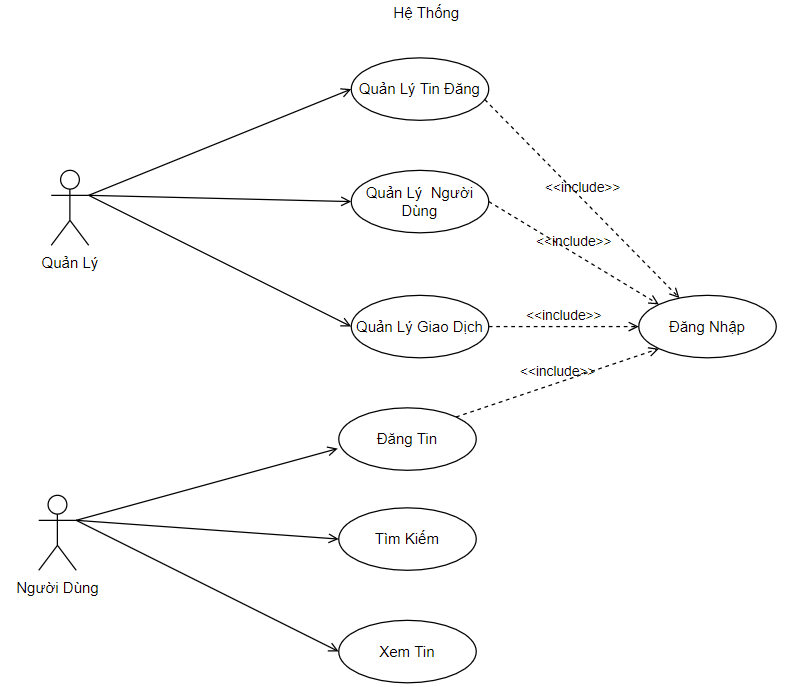 Hệ Thống
Quản Lý Tin Đăng
<<include>>
Quản Lý Người
Dùng
<<include>>
Quản Lý
Quản Lý Giao Dịch
<<include>>
Đăng Nhập
<<include>>
Đăng Tin
Tìm Kiếm
Người Dùng
Xem Tin